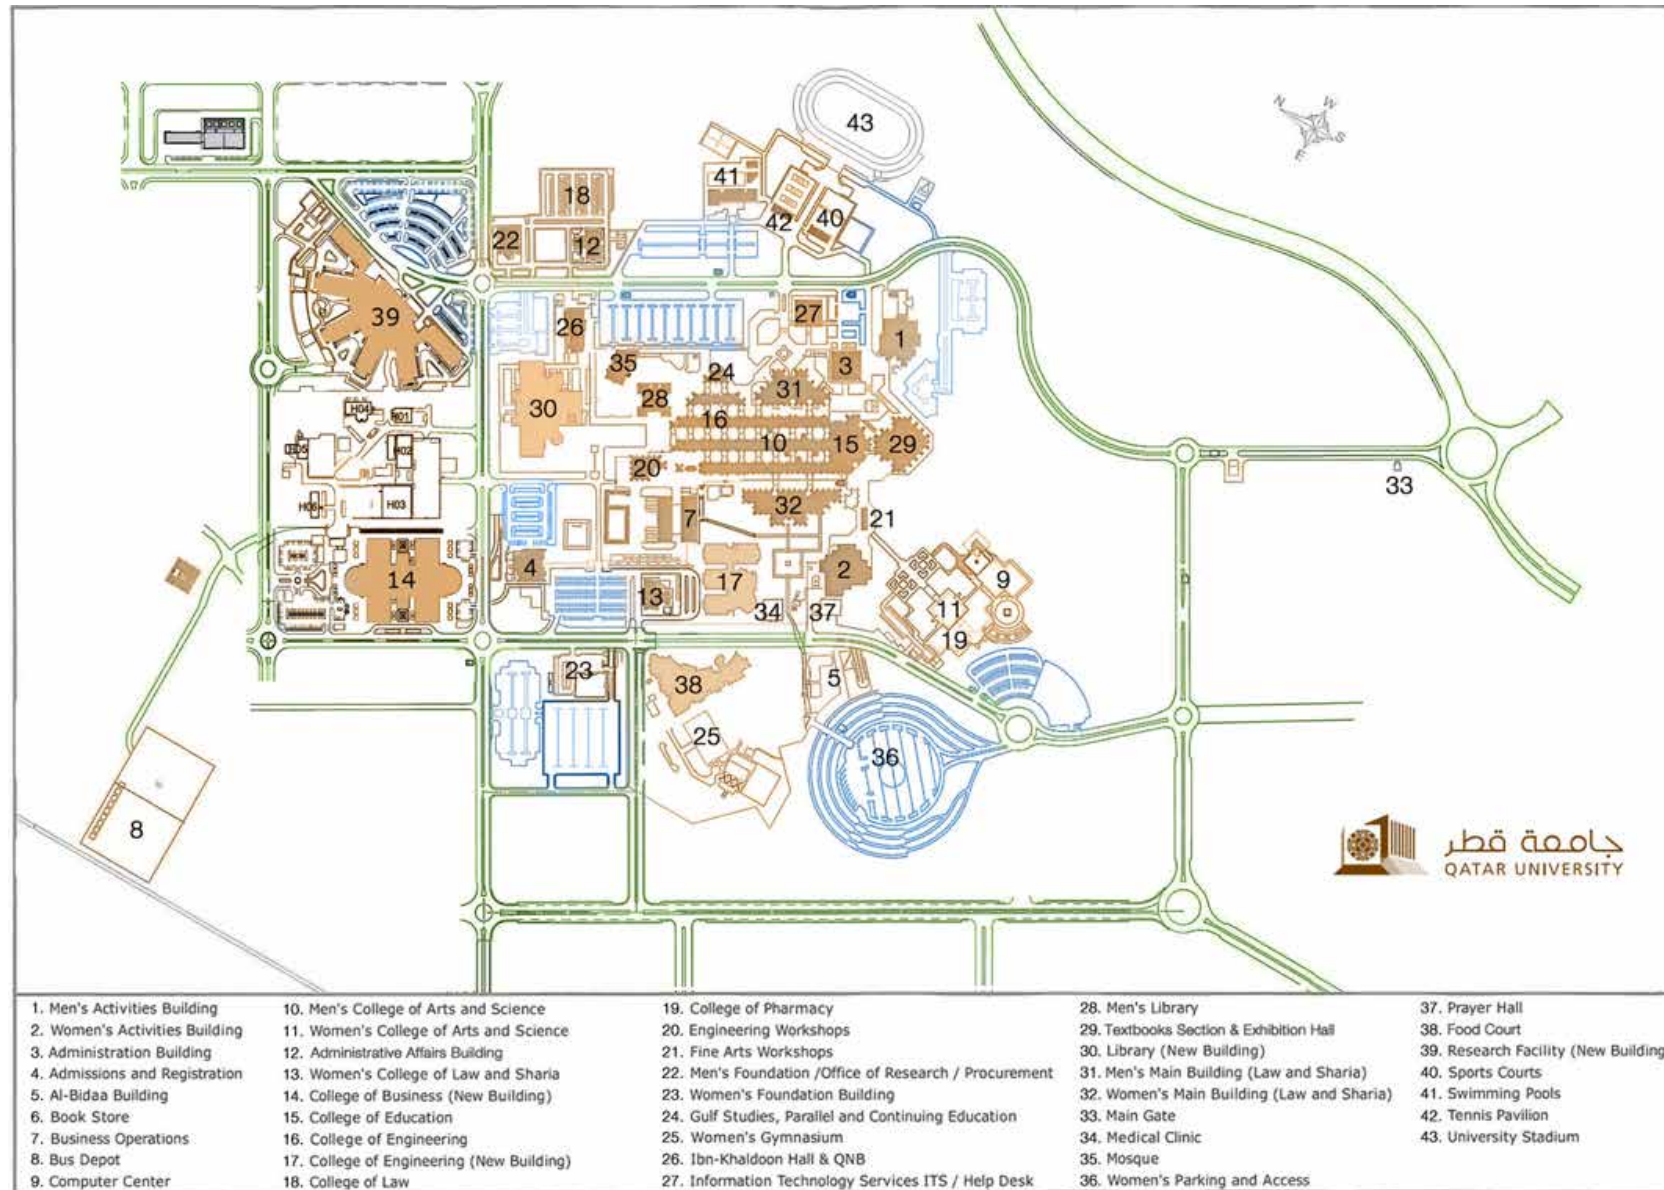 43
41
18
42
40
22
12
27
26
39
1
35
3
24
31
28
H04
H01
30
16
10
15
29
H05
H02
20
33
H06
H03
32
7
21
4
2
9
14
17
13
11
34
37
19
23
38
5
25
36
8
N
W
S
E
جامعة قطر
QATAR UNIVERSITY
1. Men's Activities Building
2. Women's Activities Building
3. Administration Building
4. Admissions and Registration
5. Al-Bidaa Building
6. Book Store
7. Business Operations
8. Bus Depot
9. Computer Center
10. Men's College of Arts and Science
11. Women's College of Arts and Science
12. Administrative Affairs Building
13. Women's College of Law and Sharia
14. College of Business (New Building)
15. College of Education
16. College of Engineering
17. College of Engineering (New Building)
18. College of Law
19. College of Pharmacy
20. Engineering Workshops
21. Fine Arts Workshops
22. Men's Foundation /Office of Research / Procurement
23. Women's Foundation Building
24. Gulf Studies, Parallel and Continuing Education
25. Women's Gymnasium
26. Ibn-Khaldoon Hall & QNB
27. Information Technology Services ITS / Help Desk
28. Men's Library
29. Textbooks Section & Exhibition Hall
30. Library (New Building)
31. Men's Main Building (Law and Sharia)
32. Women's Main Building (Law and Sharia)
33. Main Gate
34. Medical Clinic
35. Mosque
36. Women's Parking and Access
37. Prayer Hall
38. Food Court
39. Research Facility (New Building
40. Sports Courts
41. Swimming Pools
42. Tennis Pavilion
43. University Stadium